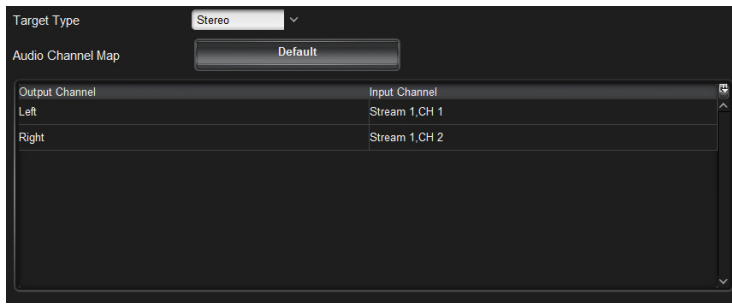 Target Type Stereo
Audio Channel Map Default
Output Channel Input Channel
Left Stream 1,CH 1
Right Stream 1,CH 2